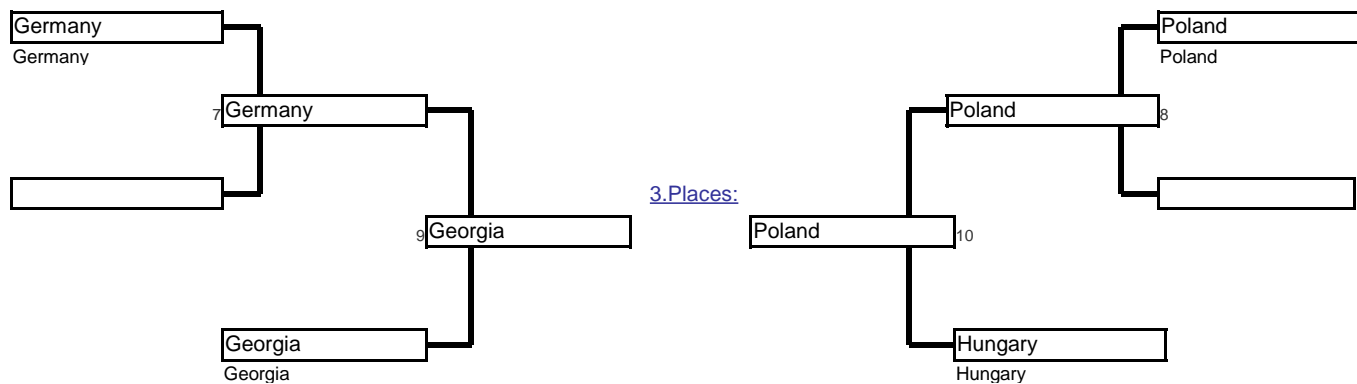 Germany
Germany
Poland
Poland
7 Germany
Poland 8
3.Places:
9 Georgia
Poland 10
Georgia
Georgia
Hungary
Hungary